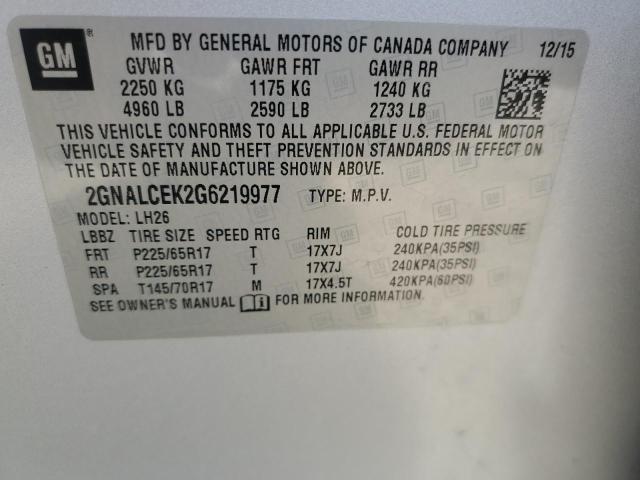 GM ® MFD BY GENERAL MOTORS OF CANADA COMPANY 12/15
GVWR GAWR FRT GAWR RR
2250 KG 1175 KG 1240 KG
4960 LB 2590 LB 2733 LB
THIS VEHICLE CONFORMS TO ALL APPLICABLE U.S. FEDERAL MOTOR
VEHICLE SAFETY AND THEFT PREVENTION STANDARDS IN EFFECT ON
THE DATE OF MANUFACTURE SHOWN ABOVE.
2GNALCEK2G6219977 TYPE: M.P.V.
MODEL: LH26
LBBZ TIRE SIZE SPEED RTG RIM COLD TIRE PRESSURE
FRT P225/65R17 T 17X7J 240KPA(35PSI)
RR P225/65R17 T 17X7J 240KPA(35PSI)
SPA T145/70R17 M 17X4.5T 420KPA(60PSI)
SEE OWNER'S MANUAL FOR MORE INFORMATION.